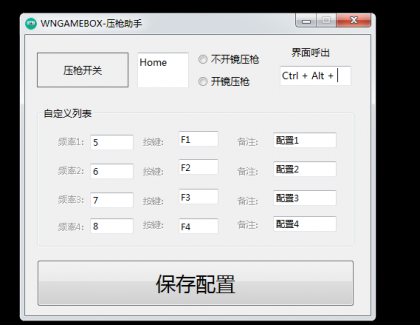 WNGAMEBOX-压枪助手
压枪开关
Home
不开镜压枪
开镜压枪
界面呼出
Ctrl + Alt +
自定义列表
频率1: 5 按键: F1 备注: 配置1
频率2: 6 按键: F2 备注: 配置2
频率3: 7 按键: F3 备注: 配置3
频率4: 8 按键: F4 备注: 配置4
保存配置